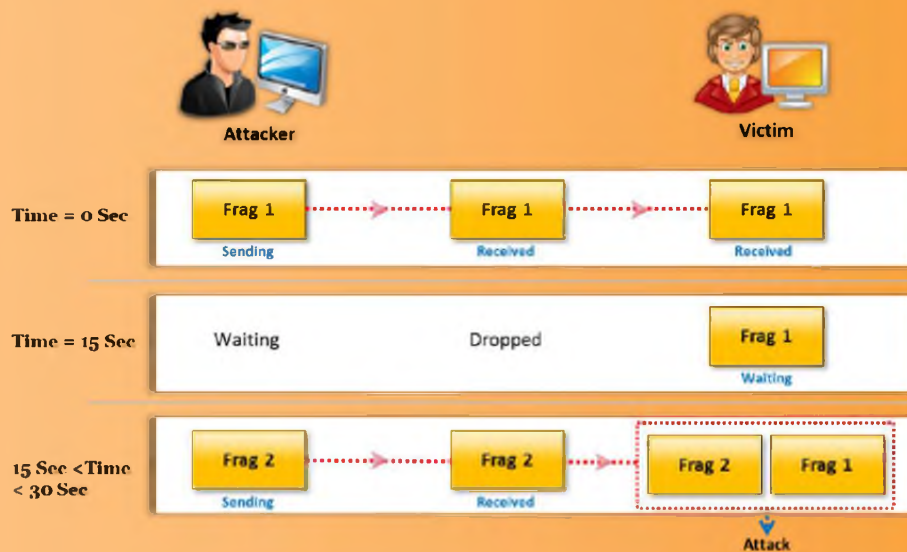 Attacker
Victim
Time = 0 Sec
Frag 1
Frag 1
Frag 1
Sending
Received
Received
Time = 15 Sec
Waiting
Dropped
Frag 1
Waiting
15 Sec <Time
< 30 Sec
Frag 2
Frag 2
Frag 2
Frag 1
Sending
Received
Attack